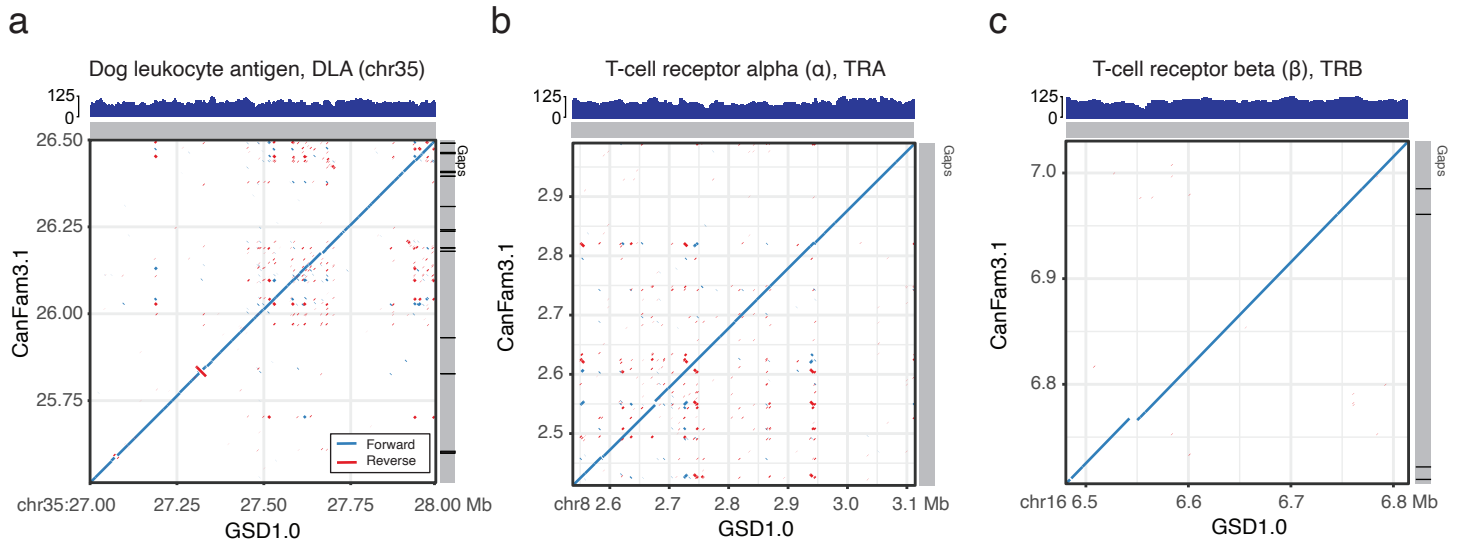 a
Dog leukocyte antigen, DLA (chr35)
125
0
26.50
26.25
26.00
25.75
CanFam3.1
Gaps
Forward
Reverse
chr35:27.00 27.25 27.50 27.75 28.00 Mb
GSD1.0
b
T-cell receptor alpha (α), TRA
125
0
2.9
2.8
2.7
2.6
2.5
CanFam3.1
Gaps
chr8 2.6 2.7 2.8 2.9 3.0 3.1 Mb
GSD1.0
c
T-cell receptor beta (β), TRB
125
0
7.0
6.9
6.8
CanFam3.1
Gaps
chr16 6.5 6.6 6.7 6.8 Mb
GSD1.0